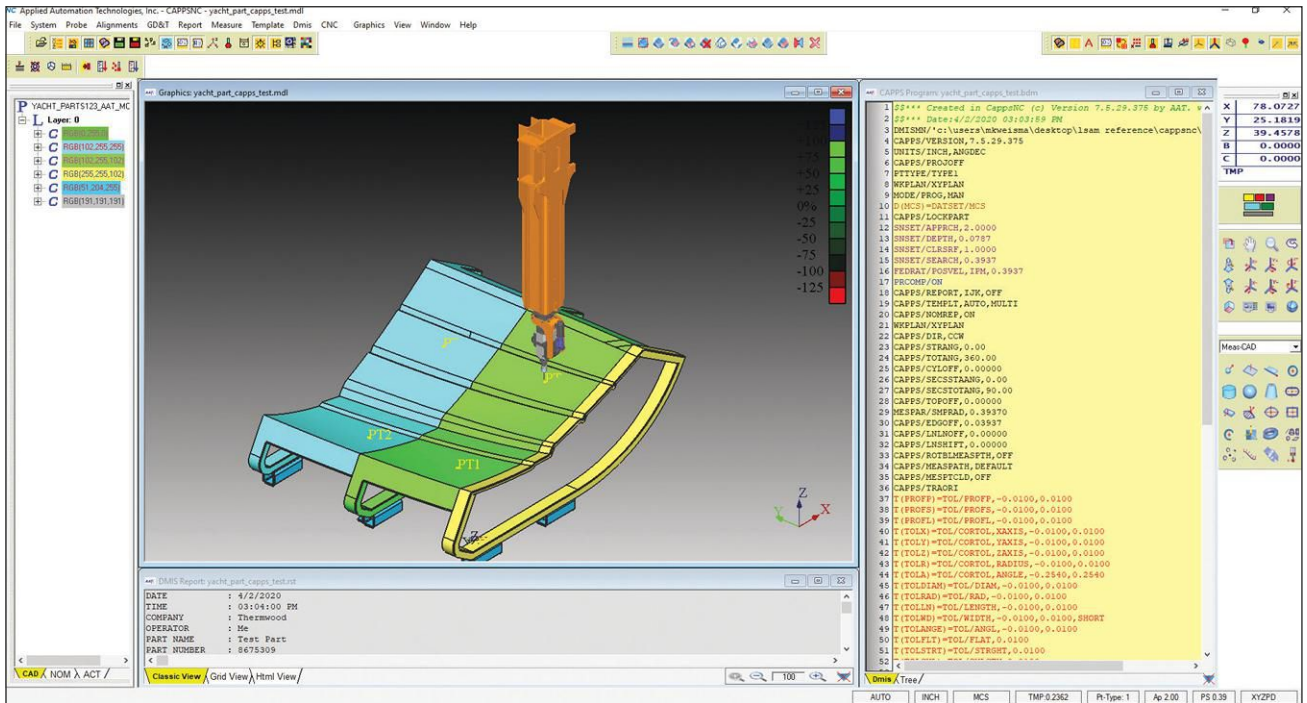 Applied Automation Technologies, Inc. - CAPPSNC - yacht_part_capps_test.mdl
File System Probe Alignments GD&T Report Measure Template Dmis CNC Graphics View Window Help
YACHT_PARTS123_AAT_MC
Layer: 0
C
C RGB(102,255,255)
C RGB(102,255,102)
C RGB(255,255,102)
C RGB(51,204,255)
C RGB(191,191,191)
CAD NOM ACT
Graphics: yacht_part_capps_test.mdl
+75
+50
+25
0%
-25
-50
-75
-100
-125
PT2
PT1
Z
Y
X
DMIS Report: yacht_part_capps_test.rst
DATE : 4/2/2020
TIME : 03:04:00 PM
COMPANY : Thermwood
OPERATOR : Me
PART NAME : Test Part
PART NUMBER : 8675309
Classic View Grid View Html View
100
CAPPS Program: yacht_part_capps_test.bdm
1 $$*** Created in CappsNC (c) Version 7.5.29.375 by AAT.
2 $$*** Date:4/2/2020 03:03:59 PM
3 DMISMN/'c:\users\mkweisma\desktop\lsam reference\cappsnc\
4 CAPPS/VERSION,7.5.29.375
5 UNITS/INCH,ANGDEC
6 CAPPS/PROJOFF
7 PTTYPE/TYPE1
8 WKPLAN/XYPLAN
9 MODE/PROG,MAN
10 D(MCS)=DATSET/MCS
11 CAPPS/LOCKPART
12 SNSET/APPRCH,2.0000
13 SNSET/DEPTH,0.0787
14 SNSET/CLRSRF,1.0000
15 SNSET/SEARCH,0.3937
16 FEDRAT/POSVEL,IPM,0.3937
17 PRCOMP/ON
18 CAPPS/REPORT,IJK,OFF
19 CAPPS/TEMPLT,AUTO,MULTI
20 CAPPS/NOMREP,ON
21 WKPLAN/XYPLAN
22 CAPPS/DIR,CCW
23 CAPPS/STRANG,0.00
24 CAPPS/TOTANG,360.00
25 CAPPS/CYLOFF,0.00000
26 CAPPS/SECSSTAANG,0.00
27 CAPPS/SECSTOTANG,90.00
28 CAPPS/TOPOFF,0.00000
29 MESPAR/SMPRAD,0.39370
30 CAPPS/EDGOFF,0.03937
31 CAPPS/LNLNOFF,0.00000
32 CAPPS/LNSHIFT,0.00000
33 CAPPS/ROTBLMEASPTH,OFF
34 CAPPS/MEASPATH,DEFAULT
35 CAPPS/MESPTCLD,OFF
36 CAPPS/TRAORI
37 T(PROFP)=TOL/PROFP,-0.0100,0.0100
38 T(PROFS)=TOL/PROFS,-0.0100,0.0100
39 T(PROFL)=TOL/PROFL,-0.0100,0.0100
40 T(TOLX)=TOL/CORTOL,XAXIS,-0.0100,0.0100
41 T(TOLY)=TOL/CORTOL,YAXIS,-0.0100,0.0100
42 T(TOLZ)=TOL/CORTOL,ZAXIS,-0.0100,0.0100
43 T(TOLR)=TOL/CORTOL,RADIUS,-0.0100,0.0100
44 T(TOLA)=TOL/CORTOL,ANGLE,-0.2540,0.2540
45 T(TOLDIAM)=TOL/DIAM,-0.0100,0.0100
46 T(TOLRAD)=TOL/RAD,-0.0100,0.0100
47 T(TOLLN)=TOL/LENGTH,-0.0100,0.0100
48 T(TOLWD)=TOL/WIDTH,-0.0100,0.0100,SHORT
49 T(TOLANGE)=TOL/ANGL,-0.0100,0.0100
50 T(TOLFLT)=TOL/FLAT,0.0100
51 T(TOLSTRT)=TOL/STRGHT,0.0100
52
Dmis Tree
X 78.0727
Y 25.1819
Z 39.4578
B 0.0000
C 0.0000
TMP
Meas-CAD
AUTO INCH MCS TMP:0.2362 Pt-Type: 1 Ap 2.00 PS 0.39 XYZPD